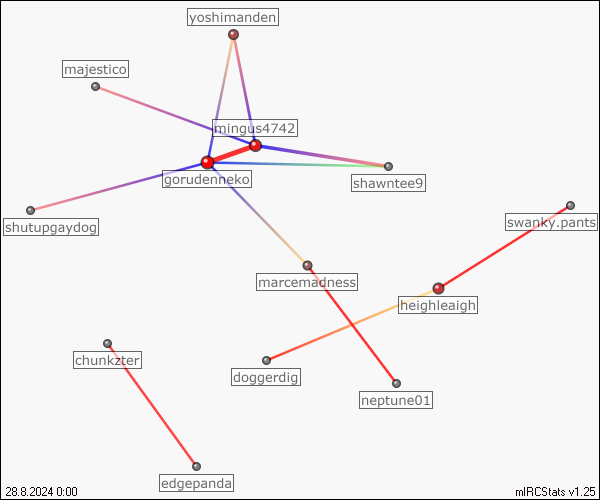 yoshimanden
majestico
mingus4742
gorudenneko
shawntee9
shutupgaydog
swanky.pants
marcemadness
heighleaigh
chunkzter
doggerdig
neptune01
edgepanda
28.8.2024 0:00
mIRCStats v1.25